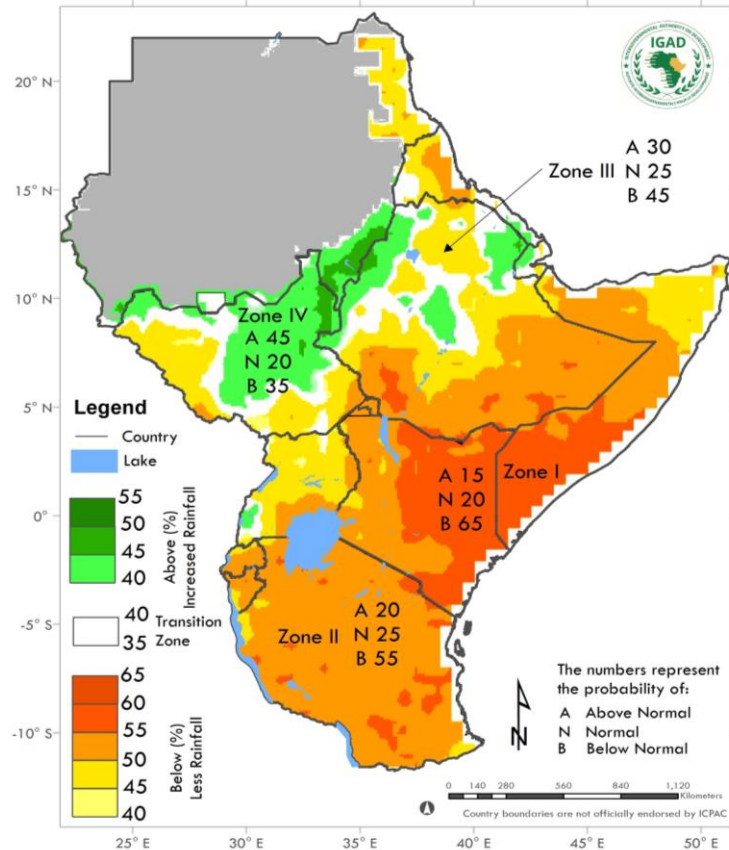 IGAD
20° N
15° N
10° N
5° N
0°
-5° S
-10° S
25° E
30° E
35° E
40° E
45° E
50° E
Zone III
A 30
N 25
B 45
Zone IV
A 45
N 20
B 35
Zone I
A 15
N 20
B 65
Zone II
A 20
N 25
B 55
Legend
Country
Lake
55
50
45
40
Above (%)
Increased Rainfall
40
35
Transition
Zone
65
60
55
50
45
40
Below (%)
Less Rainfall
The numbers represent
the probability of:
A Above Normal
N Normal
B Below Normal
N
0 140 280 560 840 1,120
Kilometers
Country boundaries are not officially endorsed by ICPAC